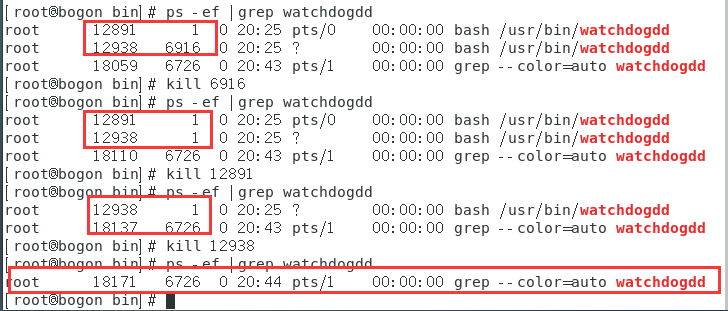 [root@bogon bin]# ps -ef |grep watchdogdd
root 12891 1 0 20:25 pts/0 00:00:00 bash /usr/bin/watchdogdd
root 12938 6916 0 20:25 ? 00:00:00 bash /usr/bin/watchdogdd
root 18059 6726 0 20:43 pts/1 00:00:00 grep --color=auto watchdogdd
[root@bogon bin]# kill 6916
[root@bogon bin]# ps -ef |grep watchdogdd
root 12891 1 0 20:25 pts/0 00:00:00 bash /usr/bin/watchdogdd
root 12938 1 0 20:25 ? 00:00:00 bash /usr/bin/watchdogdd
root 18110 6726 0 20:43 pts/1 00:00:00 grep --color=auto watchdogdd
[root@bogon bin]# kill 12891
[root@bogon bin]# ps -ef |grep watchdogdd
root 12938 1 0 20:25 ? 00:00:00 bash /usr/bin/watchdogdd
root 18137 6726 0 20:43 pts/1 00:00:00 grep --color=auto watchdogdd
[root@bogon bin]# kill 12938
[root@bogon bin]# ps -ef |grep watchdogdd
root 18171 6726 0 20:44 pts/1 00:00:00 grep --color=auto watchdogdd
[root@bogon bin]#